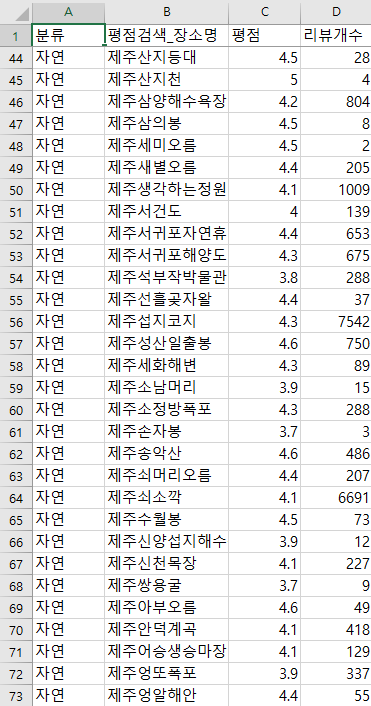 A B C D
1 분류 평점검색_장소명 평점 리뷰개수
44 자연 제주산지등대 4.5 28
45 자연 제주산지천 5 4
46 자연 제주삼양해수욕장 4.2 804
47 자연 제주삼의봉 4.5 8
48 자연 제주세미오름 4.5 2
49 자연 제주새별오름 4.4 205
50 자연 제주생각하는정원 4.1 1009
51 자연 제주서건도 4 139
52 자연 제주서귀포자연휴 4.4 653
53 자연 제주서귀포해양도 4.3 675
54 자연 제주석부작박물관 3.8 288
55 자연 제주선흘곶자왈 4.4 37
56 자연 제주섭지코지 4.3 7542
57 자연 제주성산일출봉 4.6 750
58 자연 제주세화해변 4.3 89
59 자연 제주소남머리 3.9 15
60 자연 제주소정방폭포 4.3 288
61 자연 제주손자봉 3.7 3
62 자연 제주송악산 4.6 486
63 자연 제주쇠머리오름 4.4 207
64 자연 제주쇠소깍 4.1 6691
65 자연 제주수월봉 4.5 73
66 자연 제주신양섭지해수 3.9 12
67 자연 제주신천목장 4.1 227
68 자연 제주쌍용굴 3.7 9
69 자연 제주아부오름 4.6 49
70 자연 제주안덕계곡 4.1 418
71 자연 제주어승생승마장 4.1 129
72 자연 제주엉또폭포 3.9 337
73 자연 제주엉알해안 4.4 55